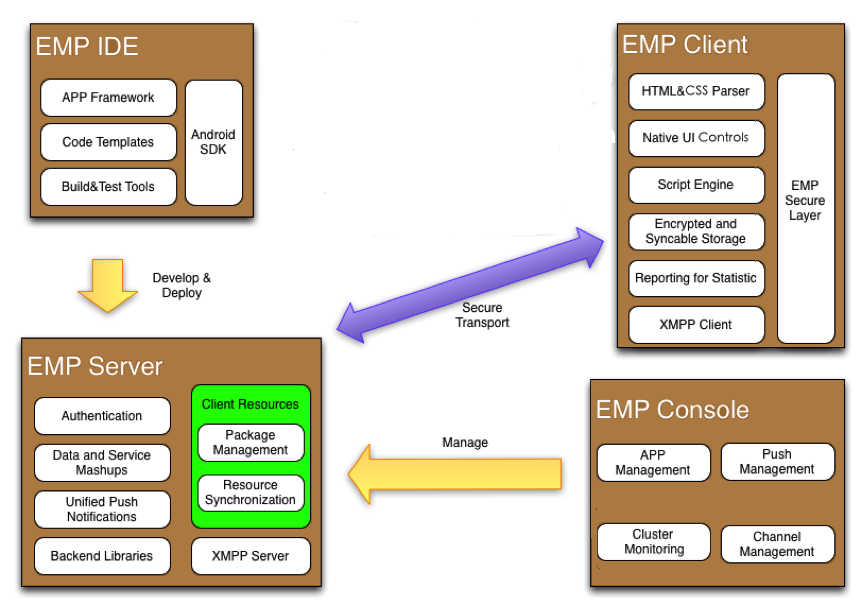 EMP IDE
APP Framework
Code Templates
Build&Test Tools
Android
SDK
EMP Client
HTML&CSS Parser
Native UI Controls
Script Engine
Encrypted and
Syncable Storage
Reporting for Statistic
XMPP Client
EMP
Secure
Layer
Develop &
Deploy
Secure
Transport
EMP Server
Authentication
Data and Service
Mashups
Unified Push
Notifications
Backend Libraries
Client Resources
Package
Management
Resource
Synchronization
XMPP Server
Manage
EMP Console
APP
Management
Push
Management
Cluster
Monitoring
Channel
Management